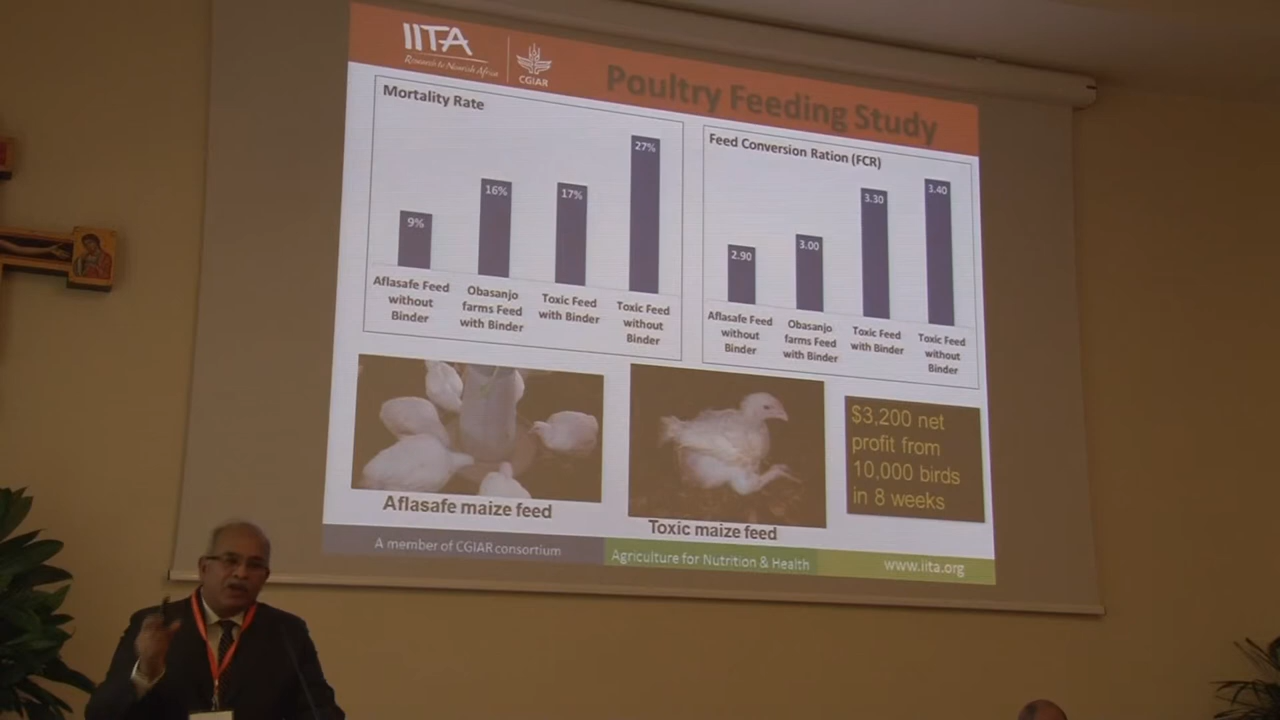 IITA
Research to Nourish Africa
CGIAR
Poultry Feeding Study
Mortality Rate
9%
16%
17%
27%
Aflasafe Feed
without
Binder
Obasanjo
farms Feed
with Binder
Toxic Feed
with Binder
Toxic Feed
without
Binder
Feed Conversion Ration (FCR)
2.90
3.00
3.30
3.40
Aflasafe Feed
without
Binder
Obasanjo
farms Feed
with Binder
Toxic Feed
with Binder
Toxic Feed
without
Binder
Aflasafe maize feed
Toxic maize feed
$3,200 net
profit from
10,000 birds
in 8 weeks
A member of CGIAR consortium
Agriculture for Nutrition & Health
www.iita.org